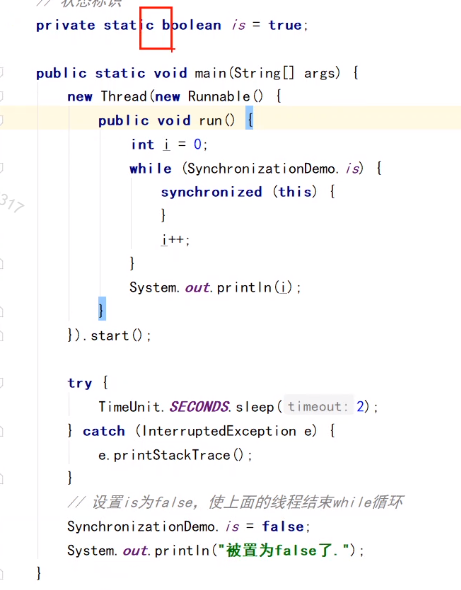 // 状态标识
private static boolean is = true;
public static void main(String[] args) {
new Thread(new Runnable() {
public void run() {
int i = 0;
while (SynchronizationDemo.is) {
synchronized (this) {
}
i++;
}
System.out.println(i);
}
}).start();
try {
TimeUnit.SECONDS.sleep( timeout: 2);
} catch (InterruptedException e) {
e.printStackTrace();
}
// 设置is为false，使上面的线程结束while循环
SynchronizationDemo.is = false;
System.out.println("被置为false了.");
}